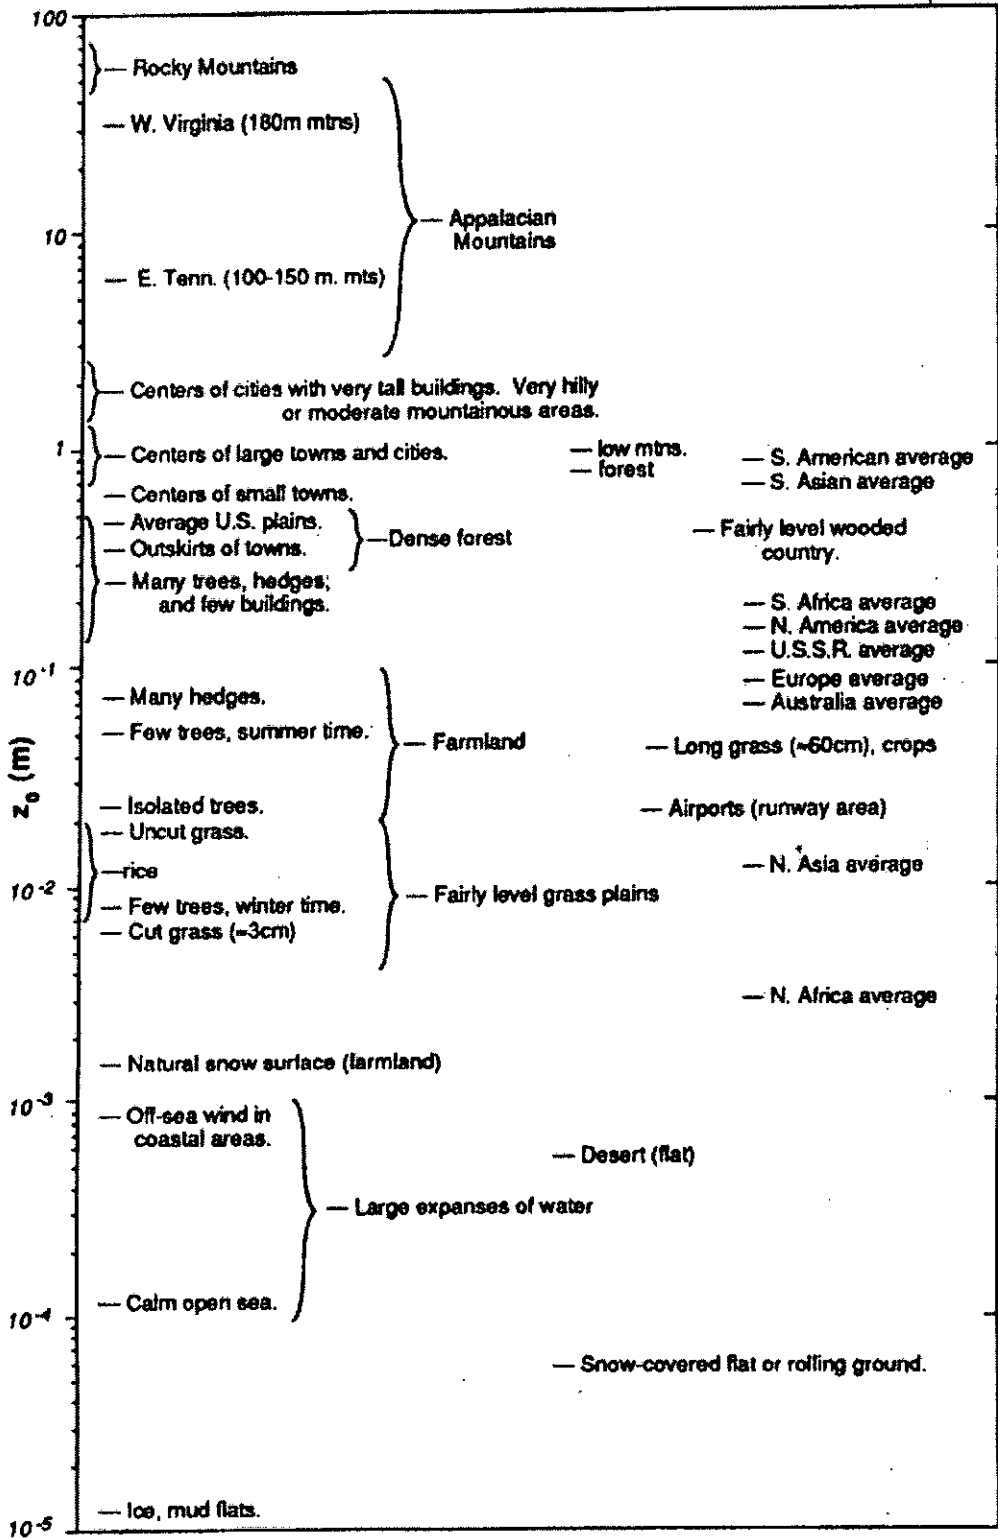 100
Rocky Mountains
W. Virginia (180m mtns)
Appalacian
Mountains
10
E. Tenn. (100-150 m. mts)
Centers of cities with very tall buildings. Very hilly
or moderate mountainous areas.
1
Centers of large towns and cities.
low mtns.
forest
S. American average
S. Asian average
Centers of small towns.
Average U.S. plains.
Outskirts of towns.
Dense forest
Fairly level wooded
country.
Many trees, hedges;
and few buildings.
S. Africa average
N. America average
U.S.S.R. average
10⁻¹
Europe average
Australia average
Many hedges.
Few trees, summer time.
Farmland
Long grass (≈60cm), crops
z₀ (m)
Isolated trees.
Airports (runway area)
Uncut grass.
rice
N. Asia average
10⁻²
Few trees, winter time.
Fairly level grass plains
Cut grass (≈3cm)
N. Africa average
Natural snow surface (farmland)
10⁻³
Off-sea wind in
coastal areas.
Desert (flat)
Large expanses of water
Calm open sea.
10⁻⁴
Snow-covered flat or rolling ground.
Ice, mud flats.
10⁻⁵